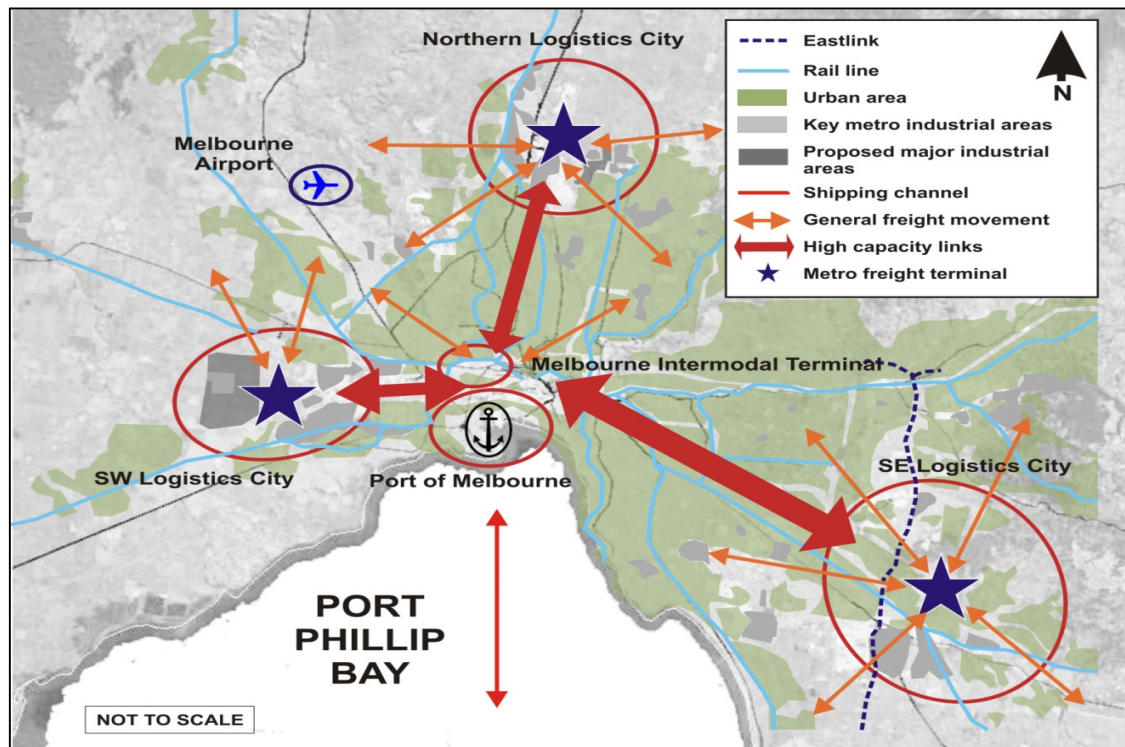 Northern Logistics City
Melbourne
Airport
Eastlink
Rail line
Urban area
Key metro industrial areas
Proposed major industrial
areas
Shipping channel
General freight movement
High capacity links
Metro freight terminal
N
Melbourne Intermodal Terminal
SW Logistics City
Port of Melbourne
SE Logistics City
PORT
PHILLIP
BAY
NOT TO SCALE